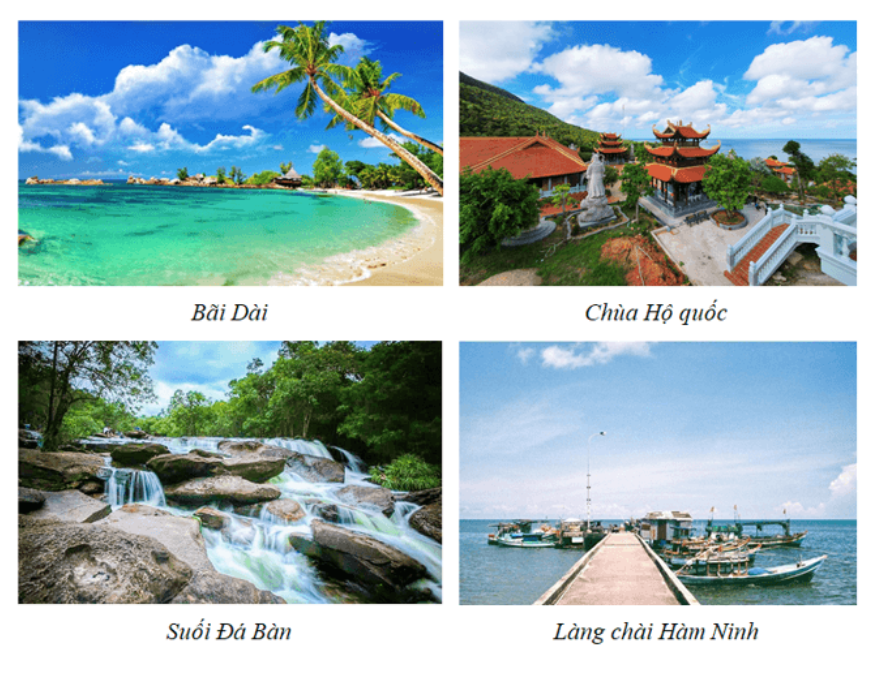 Bãi Dài
Chùa Hộ quốc
Suối Đá Bàn
Làng chài Hàm Ninh